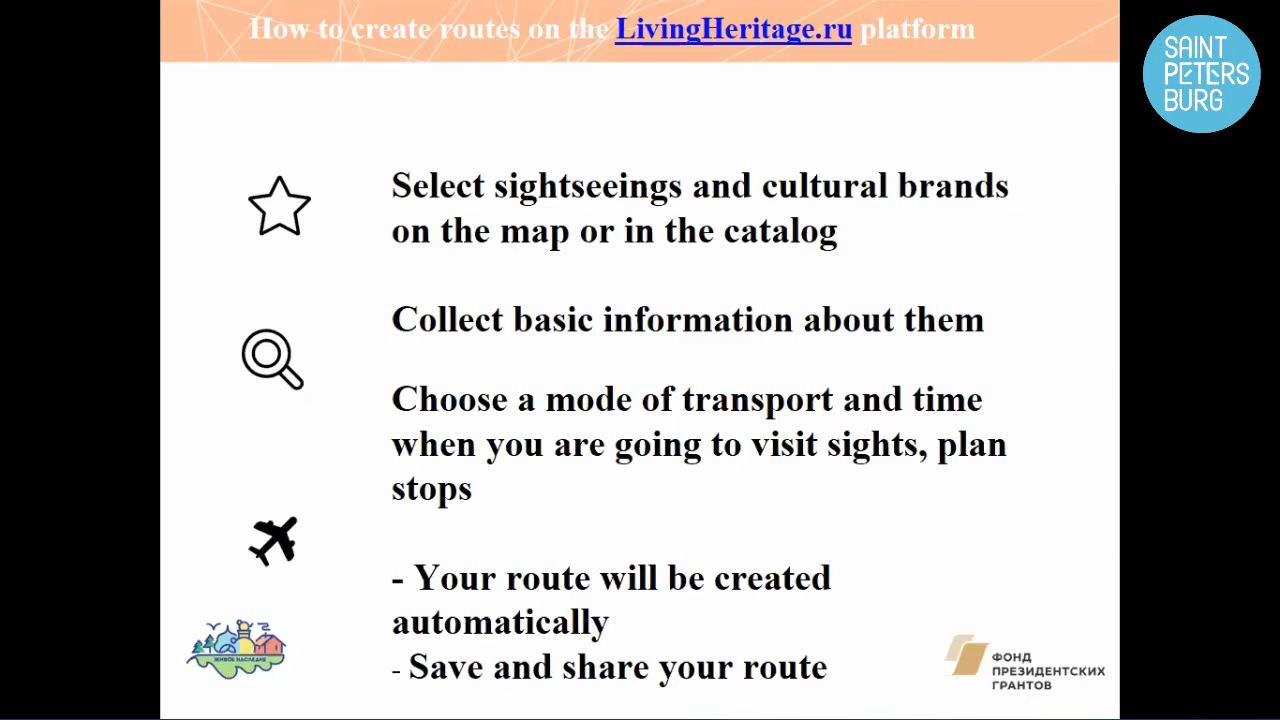 How to create routes on the LivingHeritage.ru platform
SAINT
PETERS
BURG
Select sightseeings and cultural brands
on the map or in the catalog
Collect basic information about them
Choose a mode of transport and time
when you are going to visit sights, plan
stops
- Your route will be created
automatically
- Save and share your route
ЖИВОЕ НАСЛЕДИЕ
ФОНД
ПРЕЗИДЕНТСКИХ
ГРАНТОВ